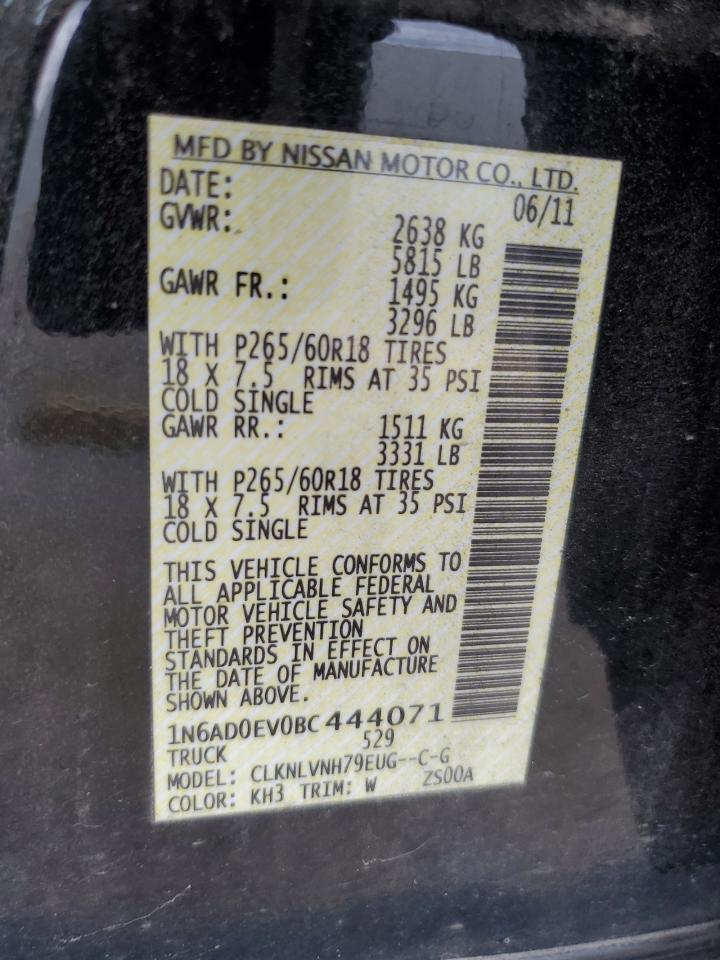 MFD BY NISSAN MOTOR CO., LTD.
DATE: 06/11
GVWR: 2638 KG
5815 LB
GAWR FR.: 1495 KG
3296 LB
WITH P265/60R18 TIRES
18 X 7.5 RIMS AT 35 PSI
COLD SINGLE
GAWR RR.: 1511 KG
3331 LB
WITH P265/60R18 TIRES
18 X 7.5 RIMS AT 35 PSI
COLD SINGLE
THIS VEHICLE CONFORMS TO
ALL APPLICABLE FEDERAL
MOTOR VEHICLE SAFETY AND
THEFT PREVENTION
STANDARDS IN EFFECT ON
THE DATE OF MANUFACTURE
SHOWN ABOVE.
1N6AD0EV0BC444071
TRUCK 529
MODEL: CLKNLVNH79EUG--C-G
COLOR: KH3 TRIM: W ZS00A